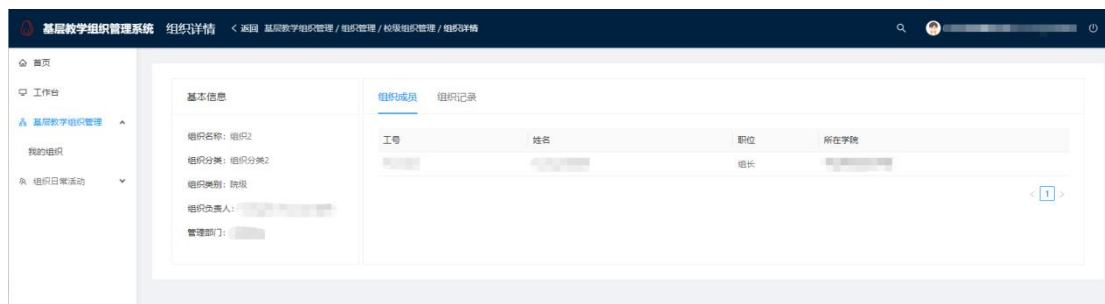 基层教学组织管理系统 组织详情 < 返回 基层教学组织管理 / 组织管理 / 校级组织管理 / 组织详情
首页
工作台
基层教学组织管理
我的组织
组织日常活动
基本信息
组织名称：组织2
组织分类：组织分类2
组织类别：院级
组织负责人：
管理部门：
组织成员 组织记录
工号 姓名 职位 所在学院
组长
< 1 >